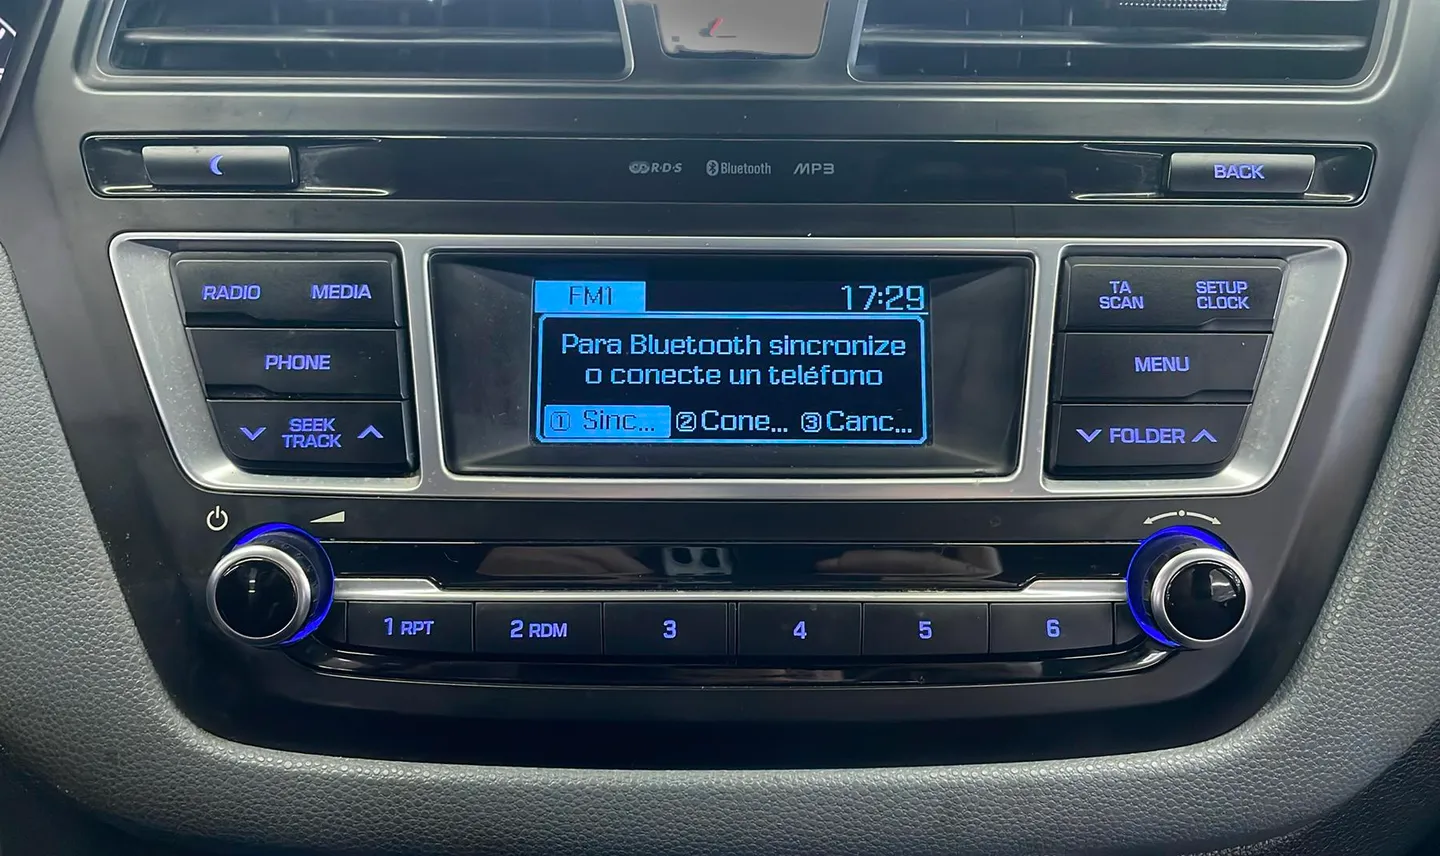 RDS Bluetooth MP3
BACK
RADIO MEDIA
PHONE
SEEK
TRACK
FM1 17:29
Para Bluetooth sincronize
o conecte un teléfono
1 Sinc... 2 Cone... 3 Canc...
TA
SCAN
SETUP
CLOCK
MENU
FOLDER
1 RPT 2 RDM 3 4 5 6